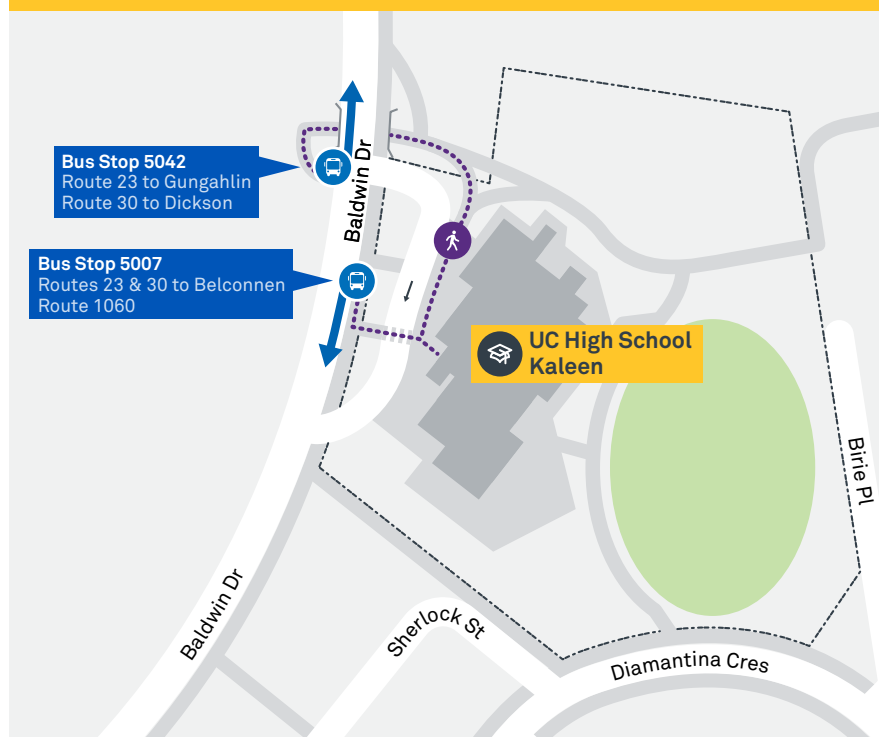 Baldwin Dr
Bus Stop 5042
Route 23 to Gungahlin
Route 30 to Dickson
Bus Stop 5007
Routes 23 & 30 to Belconnen
Route 1060
UC High School
Kaleen
Birie Pl
Baldwin Dr
Sherlock St
Diamantina Cres